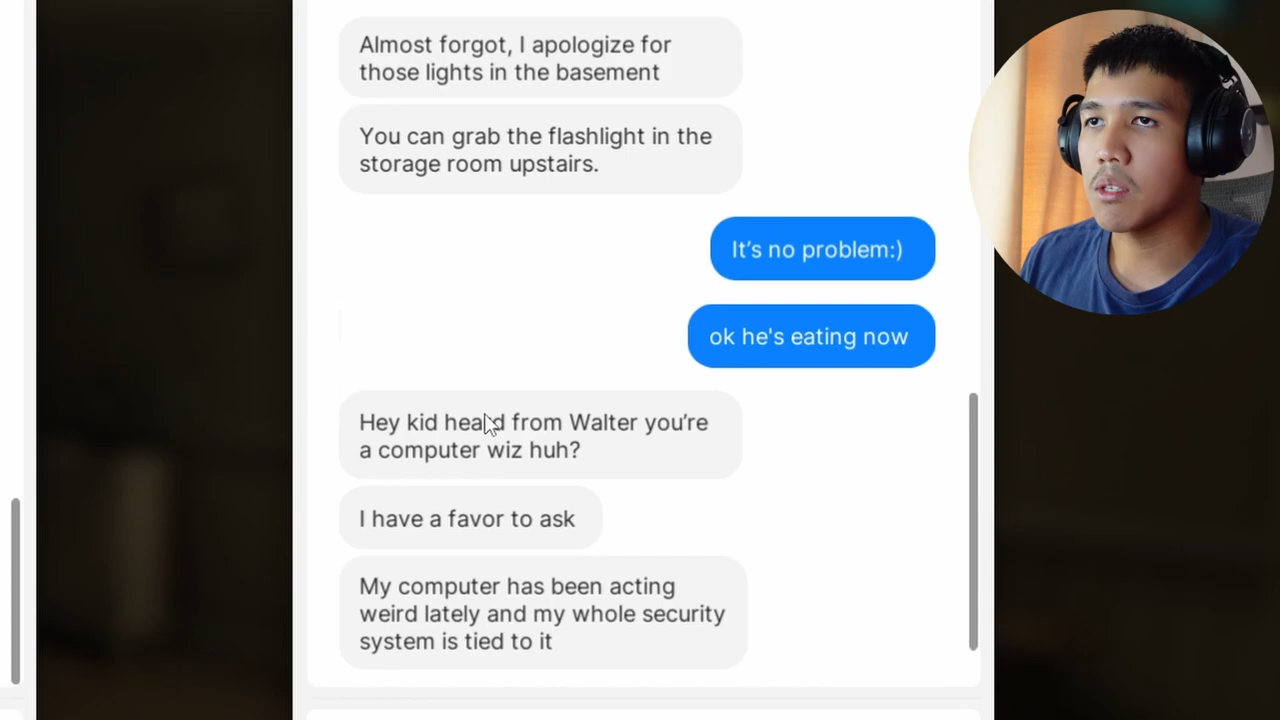 Almost forgot, I apologize for
those lights in the basement
You can grab the flashlight in the
storage room upstairs.
It’s no problem:)
ok he's eating now
Hey kid heard from Walter you’re
a computer wiz huh?
I have a favor to ask
My computer has been acting
weird lately and my whole security
system is tied to it